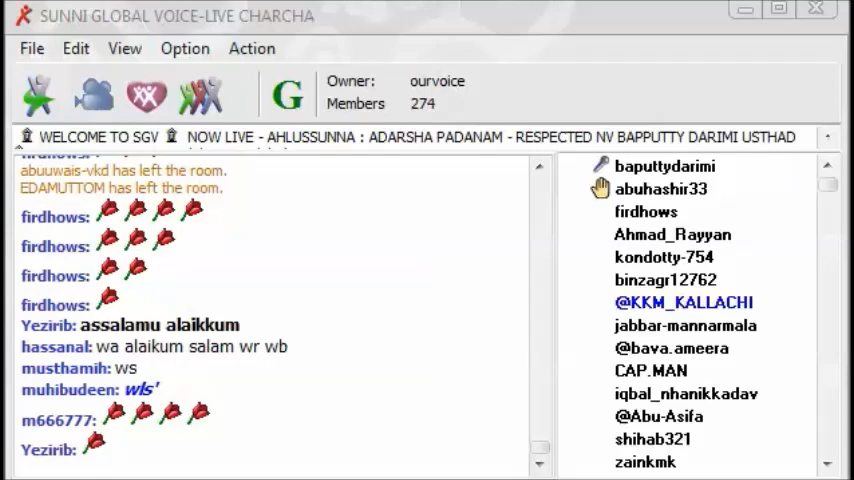 SUNNI GLOBAL VOICE-LIVE CHARCHA
File Edit View Option Action
G
Owner: ourvoice
Members 274
WELCOME TO SGV NOW LIVE - AHLUSSUNNA : ADARSHA PADANAM - RESPECTED NV BAPPUTTY DARIMI USTHAD
abuuwais-vkd has left the room.
EDAMUTTOM has left the room.
firdhows:
firdhows:
firdhows:
firdhows:
Yezirib: assalamu alaikkum
hassanal: wa alaikum salam wr wb
musthamih: ws
muhibudeen: wls'
m666777:
Yezirib:
baputtydarimi
abuhashir33
firdhows
Ahmad_Rayyan
kondotty-754
binzagr12762
@KKM_KALLACHI
jabbar-mannarmala
@bava.ameera
CAP.MAN
iqbal_nhanikkadav
@Abu-Asifa
shihab321
zainkmk